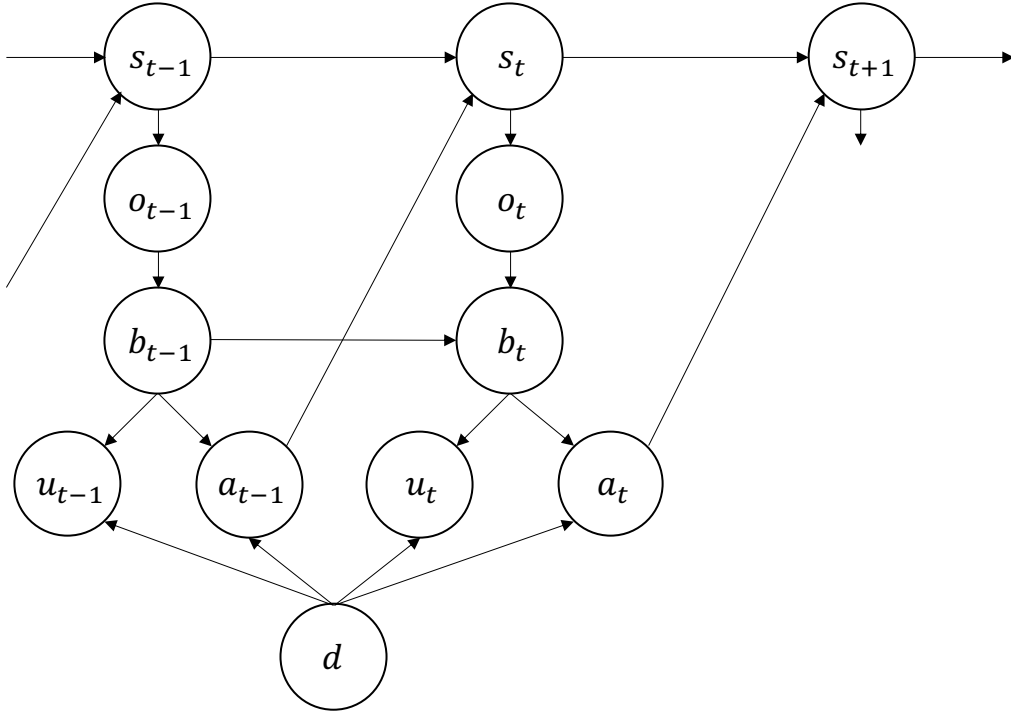 s_{t−1} s_t s_{t+1}
o_{t−1} o_t
b_{t−1} b_t
u_{t−1} a_{t−1} u_t a_t
d